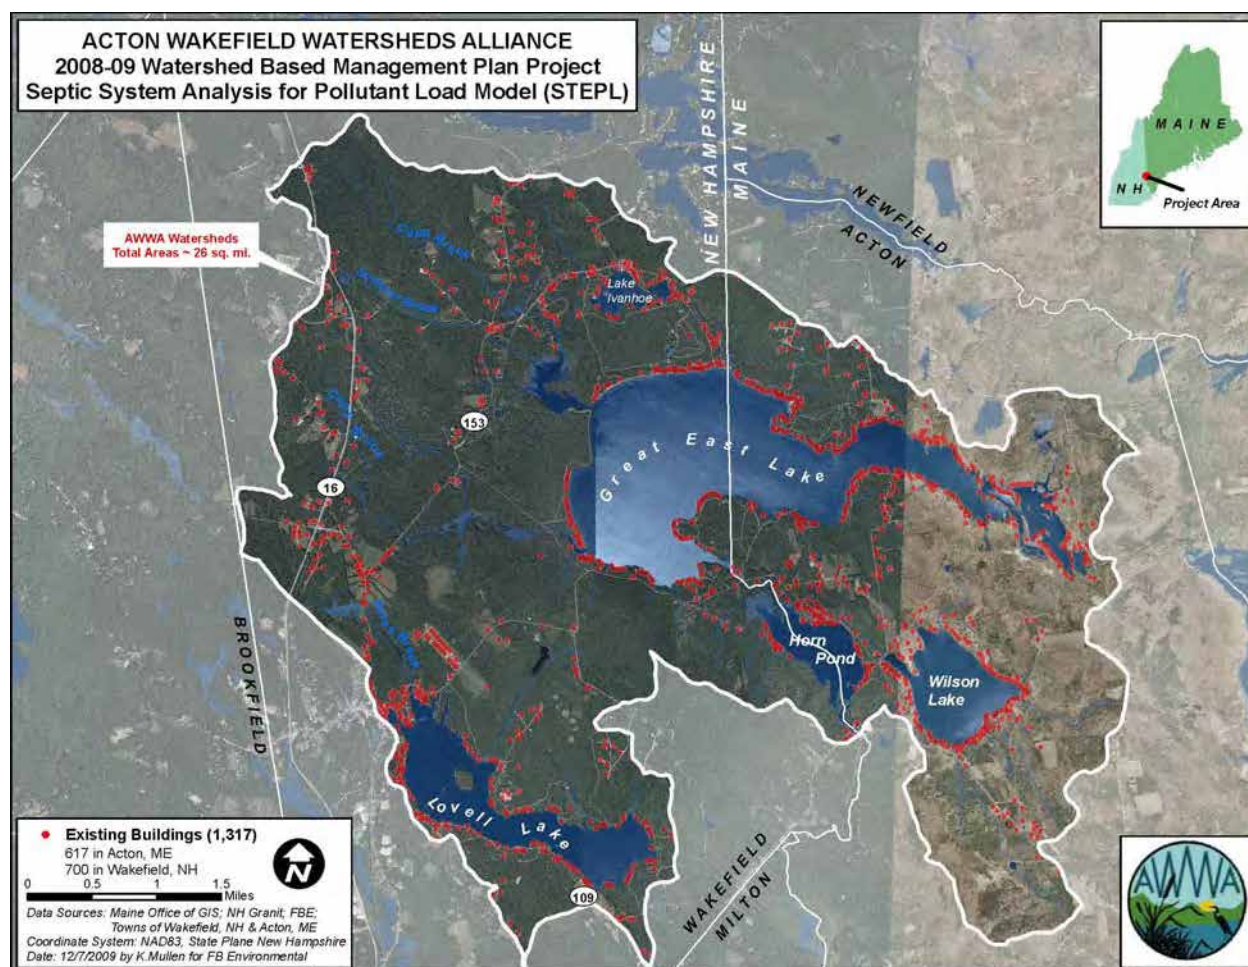 ACTON WAKEFIELD WATERSHEDS ALLIANCE
2008-09 Watershed Based Management Plan Project
Septic System Analysis for Pollutant Load Model (STEPL)
NEW HAMPSHIRE
MAINE
MAINE
NH
Project Area
NEWFIELD
ACTON
AWWA Watersheds
Total Areas ~ 26 sq. mi.
Lake
Ivanhoe
153
Great East Lake
16
Horn
Pond
Wilson
Lake
BROOKFIELD
Lovell Lake
109
WAKEFIELD
MILTON
Existing Buildings (1,317)
617 in Acton, ME
700 in Wakefield, NH
N
0 0.5 1 1.5
Miles
Data Sources: Maine Office of GIS; NH Granit; FBE;
Towns of Wakefield, NH & Acton, ME
Coordinate System: NAD83, State Plane New Hampshire
Date: 12/7/2009 by K.Mullen for FB Environmental
AWWA